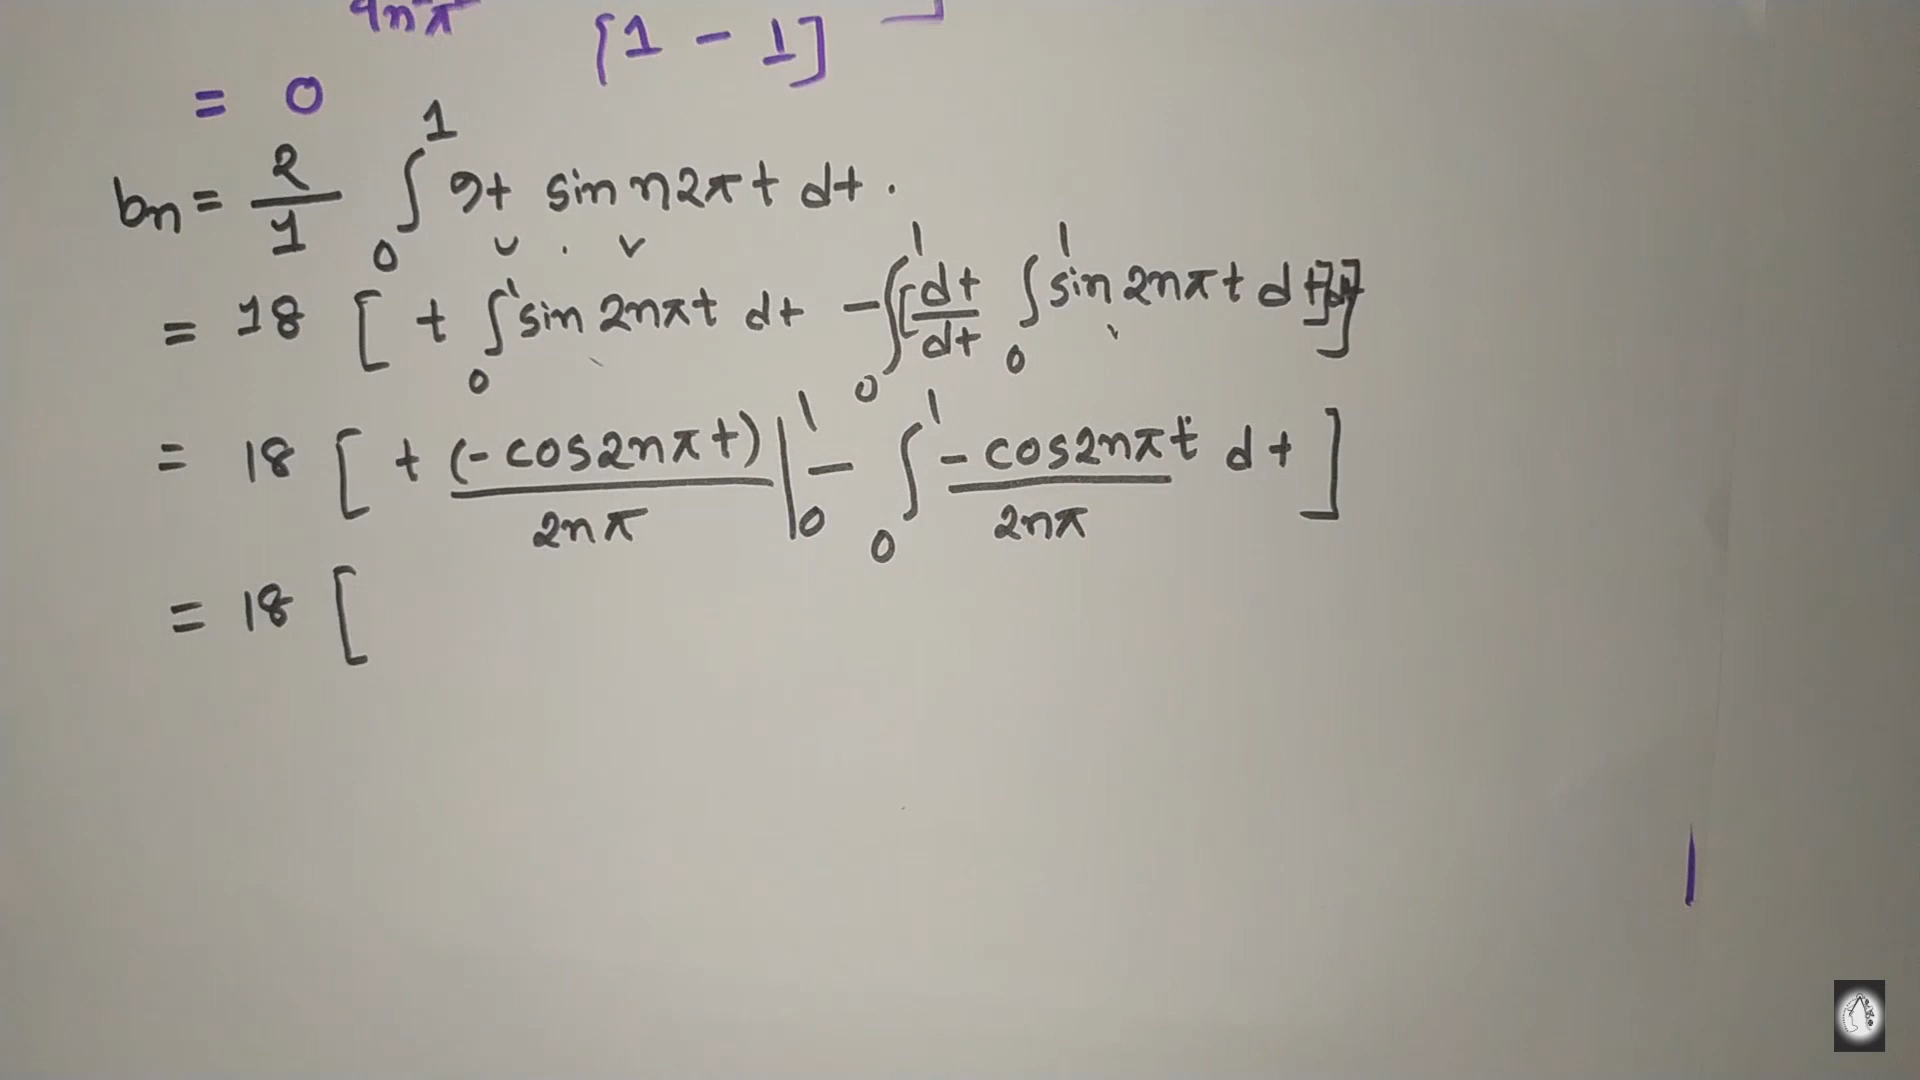 4nπ [1 - 1] ]
= 0
bn = 2/1 ∫₀¹ 9t sin n2πt dt.
u . v
= 18 [ t ∫₀¹ sin 2nπt dt - ∫₀¹ [dt/dt ∫₀¹ sin 2nπt dt] dt ]
= 18 [ t (-cos2nπt)/2nπ |₀¹ - ∫₀¹ -cos2nπt/2nπ dt ]
= 18 [